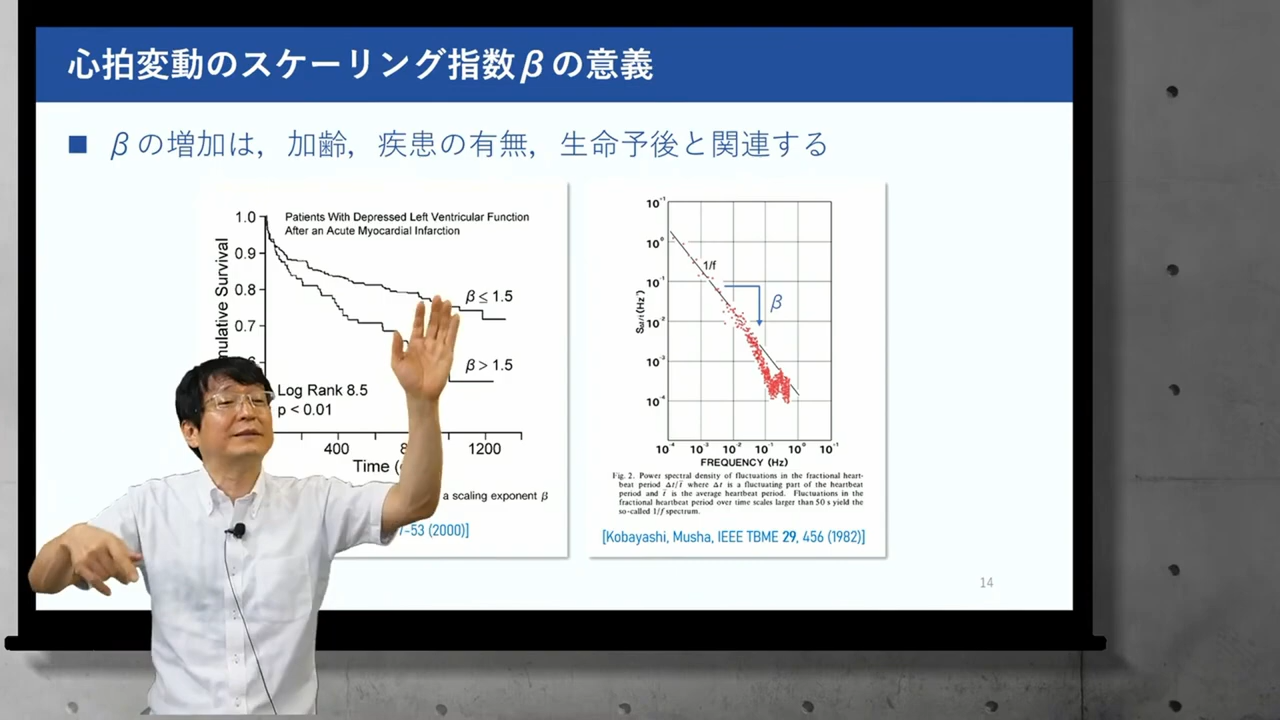 心拍変動のスケーリング指数βの意義
■ βの増加は，加齢，疾患の有無，生命予後と関連する
Patients With Depressed Left Ventricular Function
After an Acute Myocardial Infarction
1.0
0.9
0.8
0.7
Survival
β ≤ 1.5
β > 1.5
Log Rank 8.5
p < 0.01
400
1200
Time
a scaling exponent β
-53 (2000)]
10⁻¹
10⁰
10⁻¹
10⁻²
10⁻³
10⁻⁴
1/f
β
10⁻⁴ 10⁻³ 10⁻² 10⁻¹ 10⁰ 10⁻¹
FREQUENCY (Hz)
Fig. 2. Power spectral density of fluctuations in the fractional heart-
beat period Δt/t̄ where Δt is a fluctuating part of the heartbeat
period and t̄ is the average heartbeat period. Fluctuations in the
fractional heartbeat period over time scales larger than 50 s yield the
so-called 1/f spectrum.
[Kobayashi, Musha, IEEE TBME 29, 456 (1982)]
14